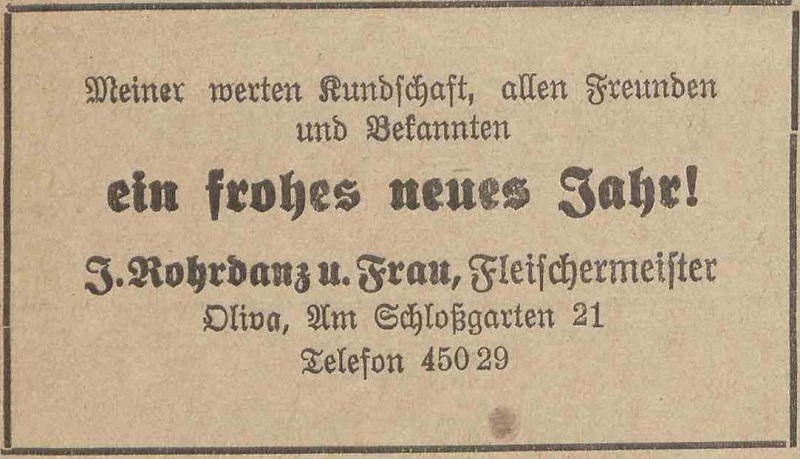 Meiner werten Kundschaft, allen Freunden
und Bekannten
ein frohes neues Jahr!
J. Rohrdanz u. Frau, Fleischermeister
Oliva, Am Schloßgarten 21
Telefon 450 29